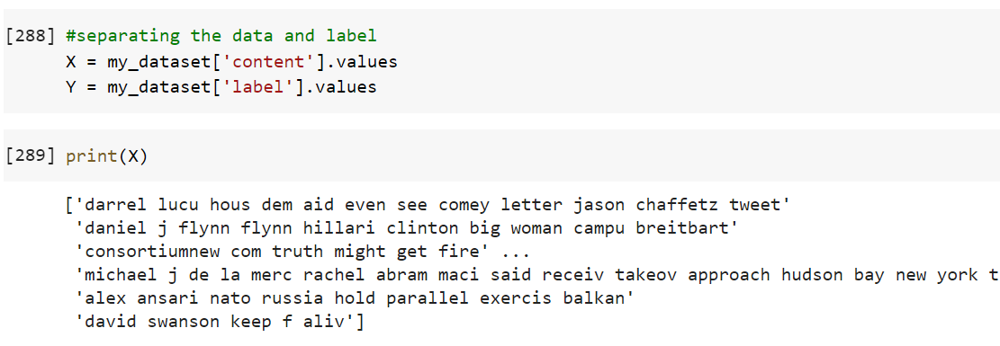 [288] #separating the data and label
X = my_dataset['content'].values
Y = my_dataset['label'].values
[289] print(X)
['darrel lucu hous dem aid even see comey letter jason chaffetz tweet'
'daniel j flynn flynn hillari clinton big woman campu breitbart'
'consortiumnew com truth might get fire' ...
'michael j de la merc rachel abram maci said receiv takeov approach hudson bay new york t
'alex ansari nato russia hold parallel exercis balkan'
'david swanson keep f aliv']